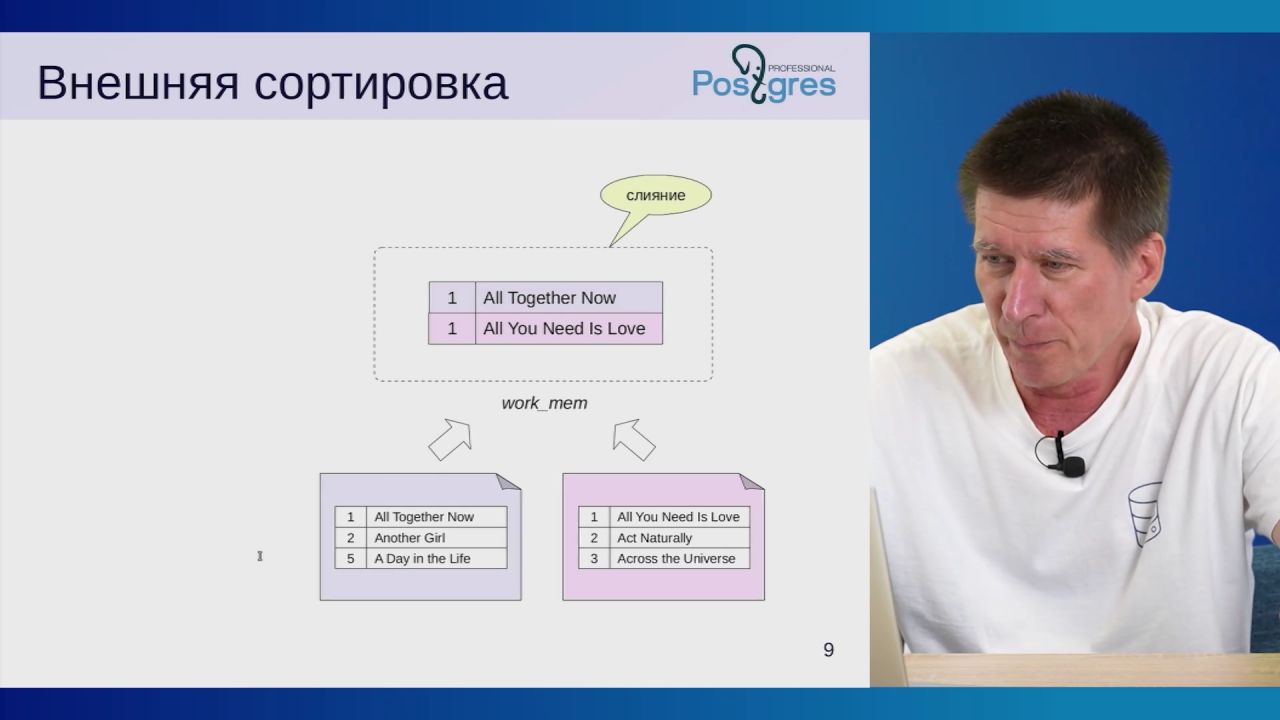 Внешняя сортировка
PROFESSIONAL
Postgres
слияние
1 All Together Now
1 All You Need Is Love
work_mem
1 All Together Now
2 Another Girl
5 A Day in the Life
1 All You Need Is Love
2 Act Naturally
3 Across the Universe
9